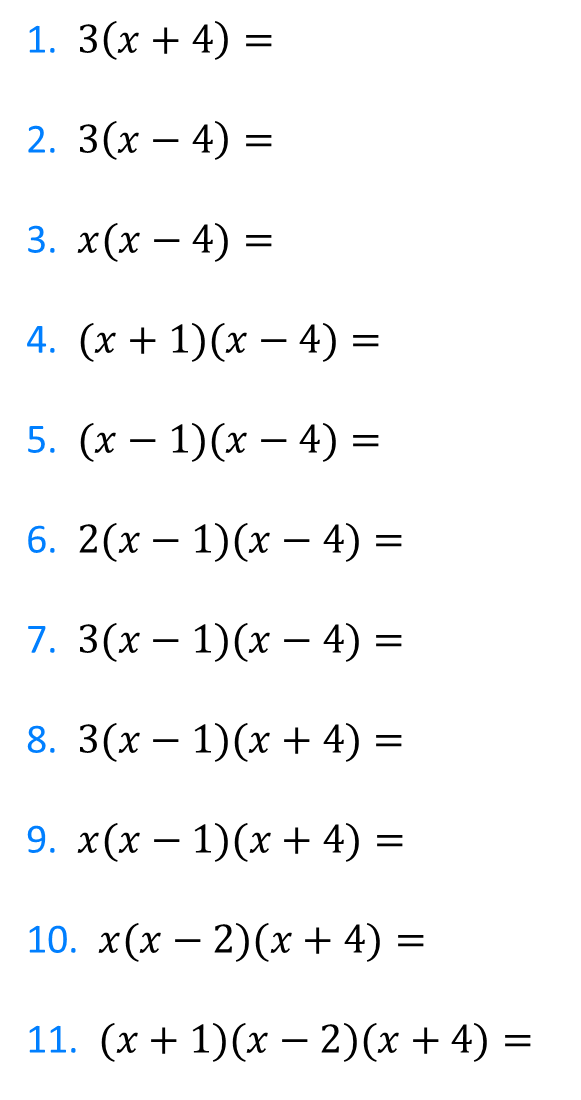 1. 3(x + 4) =
2. 3(x − 4) =
3. x(x − 4) =
4. (x + 1)(x − 4) =
5. (x − 1)(x − 4) =
6. 2(x − 1)(x − 4) =
7. 3(x − 1)(x − 4) =
8. 3(x − 1)(x + 4) =
9. x(x − 1)(x + 4) =
10. x(x − 2)(x + 4) =
11. (x + 1)(x − 2)(x + 4) =